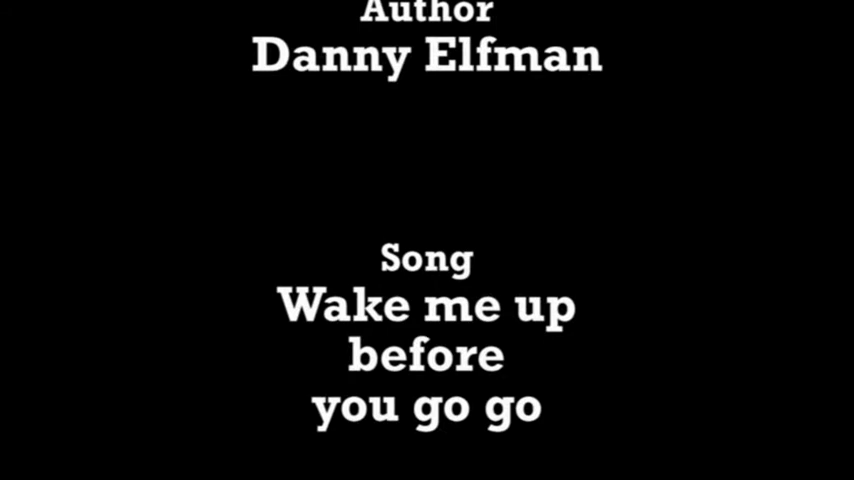 Author
Danny Elfman
Song
Wake me up
before
you go go